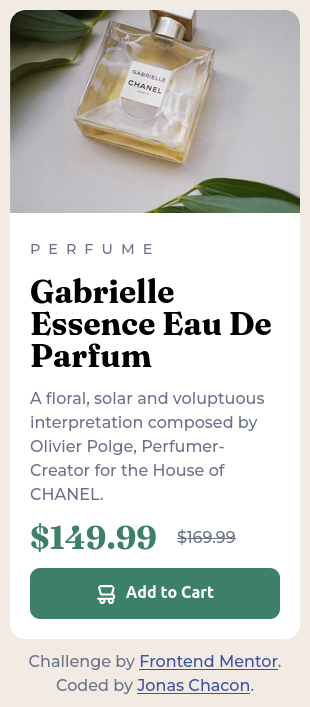 GABRIELLE
CHANEL
PARIS
PERFUME
Gabrielle
Essence Eau De
Parfum
A floral, solar and voluptuous
interpretation composed by
Olivier Polge, Perfumer-
Creator for the House of
CHANEL.
$149.99 $169.99
Add to Cart
Challenge by Frontend Mentor.
Coded by Jonas Chacon.